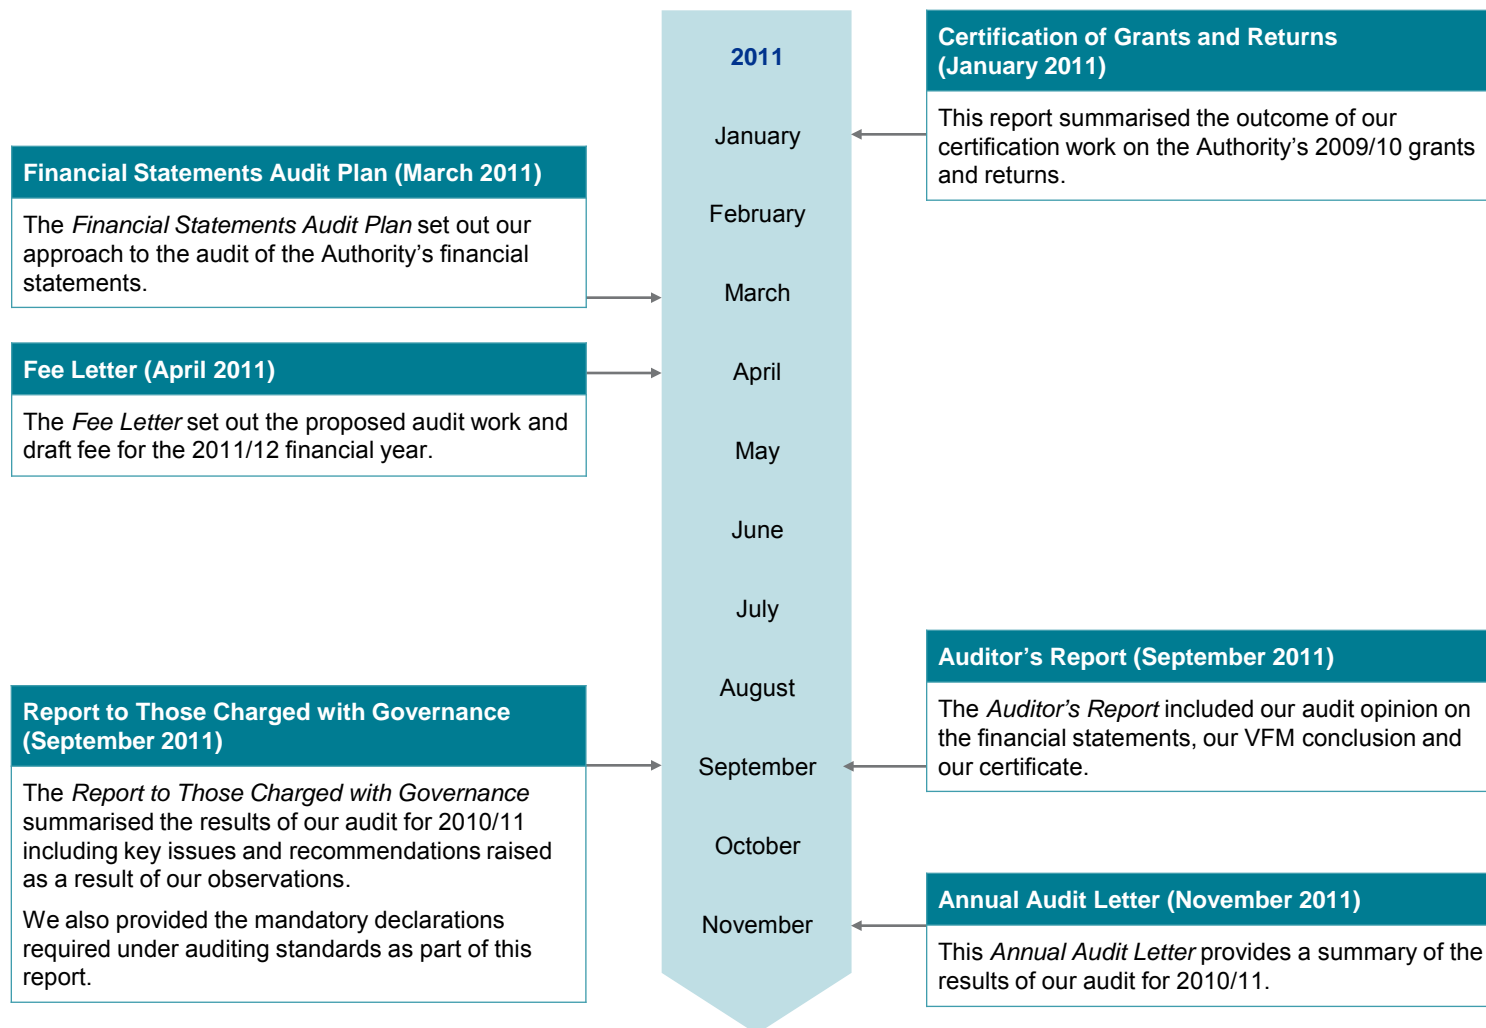 2011
January
February
March
April
May
June
July
August
September
October
November
Financial Statements Audit Plan (March 2011)
The Financial Statements Audit Plan set out our
approach to the audit of the Authority's financial
statements.
Fee Letter (April 2011)
The Fee Letter set out the proposed audit work and
draft fee for the 2011/12 financial year.
Report to Those Charged with Governance
(September 2011)
The Report to Those Charged with Governance
summarised the results of our audit for 2010/11
including key issues and recommendations raised
as a result of our observations.
We also provided the mandatory declarations
required under auditing standards as part of this
report.
Certification of Grants and Returns
(January 2011)
This report summarised the outcome of our
certification work on the Authority's 2009/10 grants
and returns.
Auditor's Report (September 2011)
The Auditor's Report included our audit opinion on
the financial statements, our VFM conclusion and
our certificate.
Annual Audit Letter (November 2011)
This Annual Audit Letter provides a summary of the
results of our audit for 2010/11.